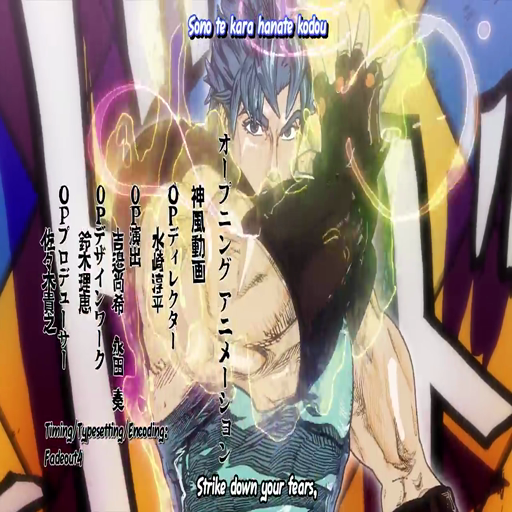 Sono te kara hanate kodou
オープニング アニメーション
神風動画
OPディレクター
水崎淳平
OP演出
吉邉尚希 永田 奏
OPデザインワーク
鈴木理恵
OPプロデューサー
佐々木貴之
Timing/Typesetting/Encoding:
Fadeout4
Strike down your fears,